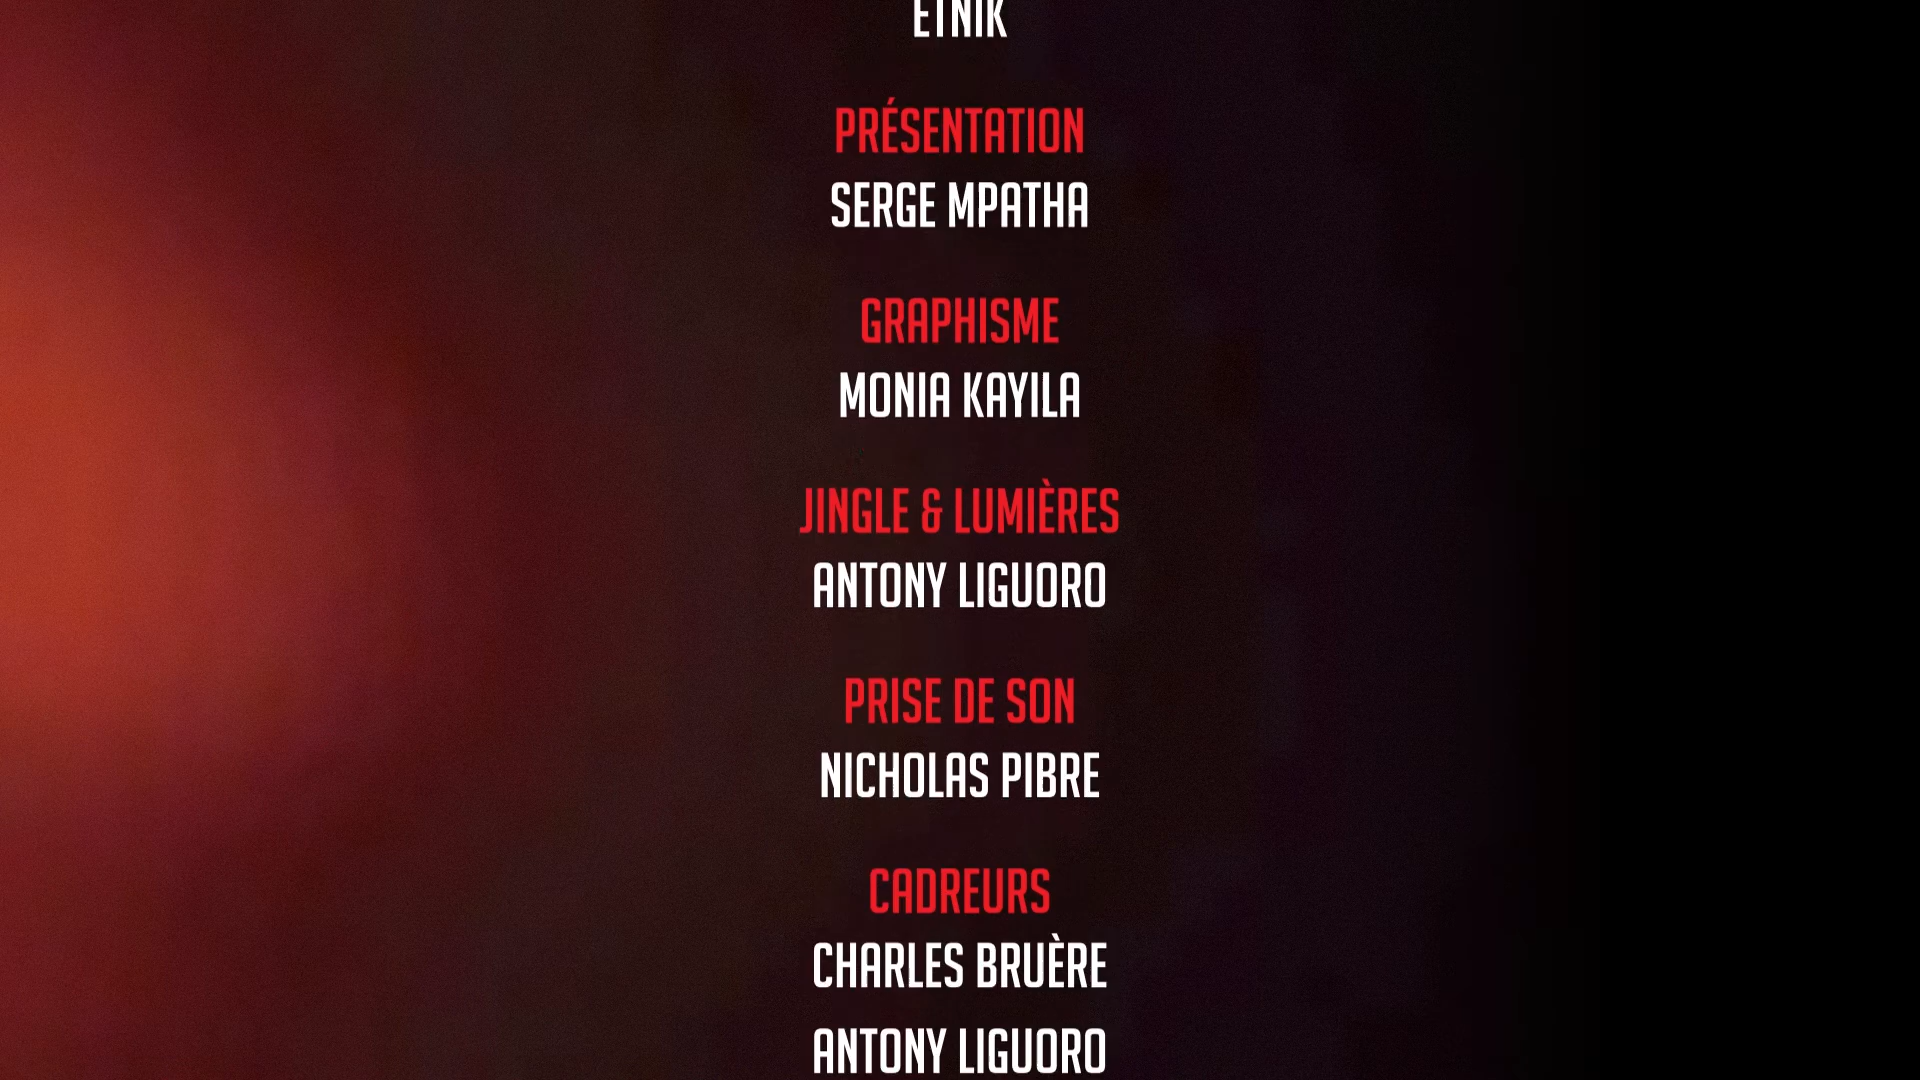 ETNIK
PRÉSENTATION
SERGE MPATHA
GRAPHISME
MONIA KAYILA
JINGLE & LUMIÈRES
ANTONY LIGUORO
PRISE DE SON
NICHOLAS PIBRE
CADREURS
CHARLES BRUÈRE
ANTONY LIGUORO